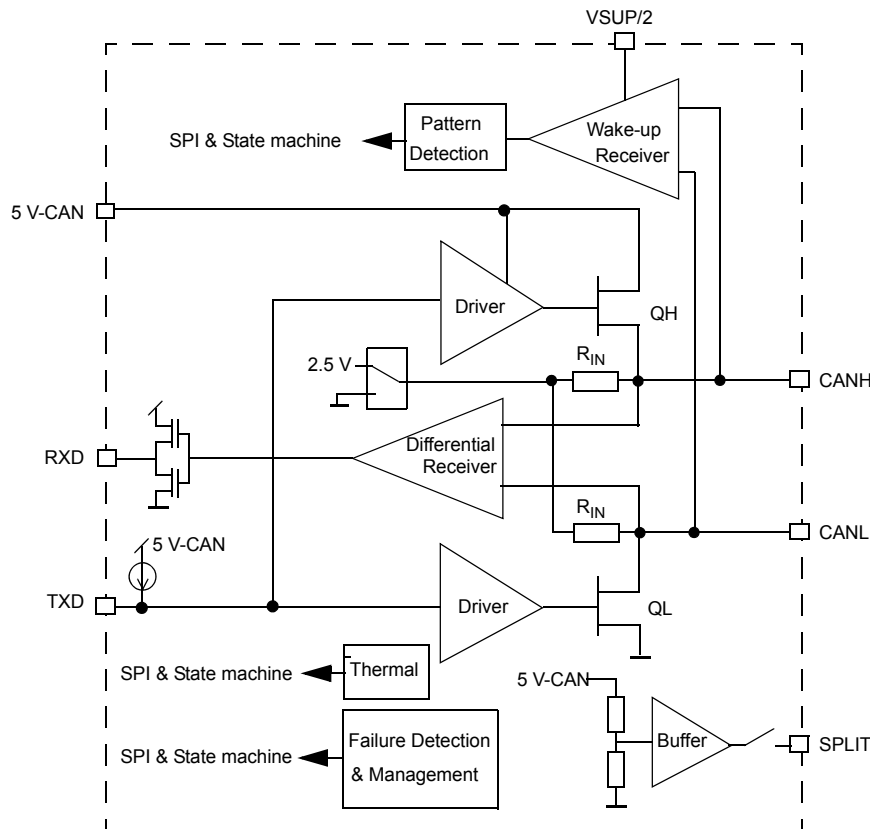 VSUP/2
SPI & State machine
Pattern
Detection
Wake-up
Receiver
5 V-CAN
Driver
QH
2.5 V
RIN
CANH
RXD
Differential
Receiver
RIN
CANL
5 V-CAN
TXD
Driver
QL
SPI & State machine
Thermal
5 V-CAN
SPI & State machine
Failure Detection
& Management
Buffer
SPLIT